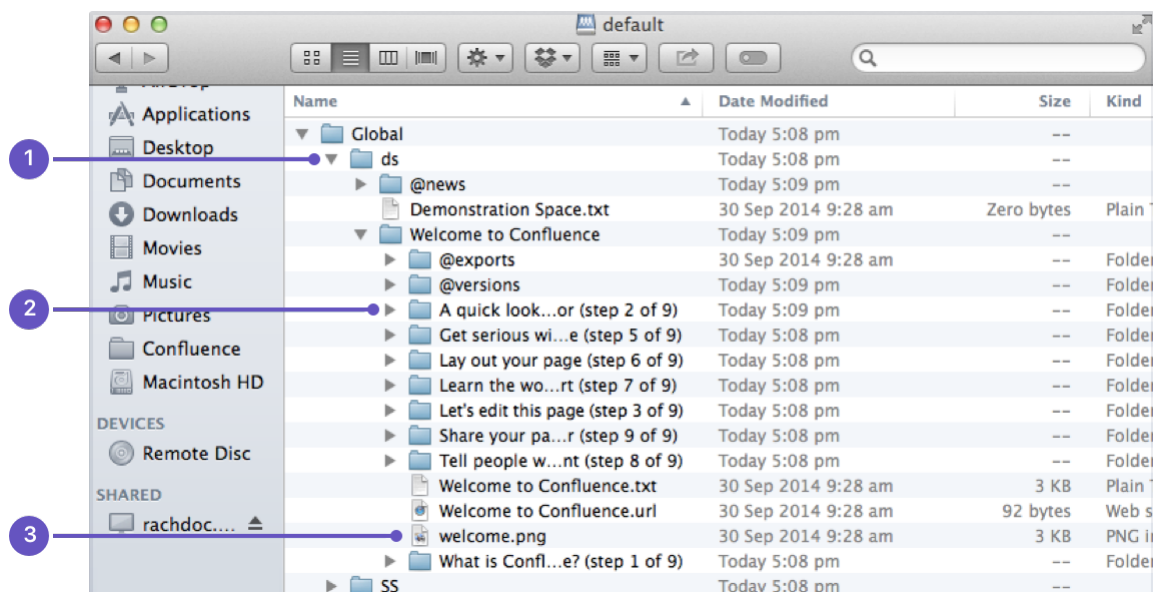 default
AirDrop
Applications
Desktop
Documents
Downloads
Movies
Music
Pictures
Confluence
Macintosh HD
DEVICES
Remote Disc
SHARED
rachdoc....
1
2
3
Name Date Modified Size Kind
Global Today 5:08 pm --
ds Today 5:08 pm --
@news Today 5:09 pm --
Demonstration Space.txt 30 Sep 2014 9:28 am Zero bytes Plain T
Welcome to Confluence Today 5:09 pm --
@exports 30 Sep 2014 9:28 am -- Folder
@versions Today 5:09 pm -- Folder
A quick look...or (step 2 of 9) Today 5:09 pm -- Folder
Get serious wi...e (step 5 of 9) Today 5:08 pm -- Folder
Lay out your page (step 6 of 9) Today 5:08 pm -- Folder
Learn the wo...rt (step 7 of 9) Today 5:08 pm -- Folder
Let's edit this page (step 3 of 9) Today 5:08 pm -- Folder
Share your pa...r (step 9 of 9) Today 5:08 pm -- Folder
Tell people w...nt (step 8 of 9) Today 5:08 pm -- Folder
Welcome to Confluence.txt 30 Sep 2014 9:28 am 3 KB Plain T
Welcome to Confluence.url 30 Sep 2014 9:28 am 92 bytes Web s
welcome.png 30 Sep 2014 9:28 am 3 KB PNG i
What is Confl...e? (step 1 of 9) Today 5:08 pm -- Folder
SS Today 5:08 pm --